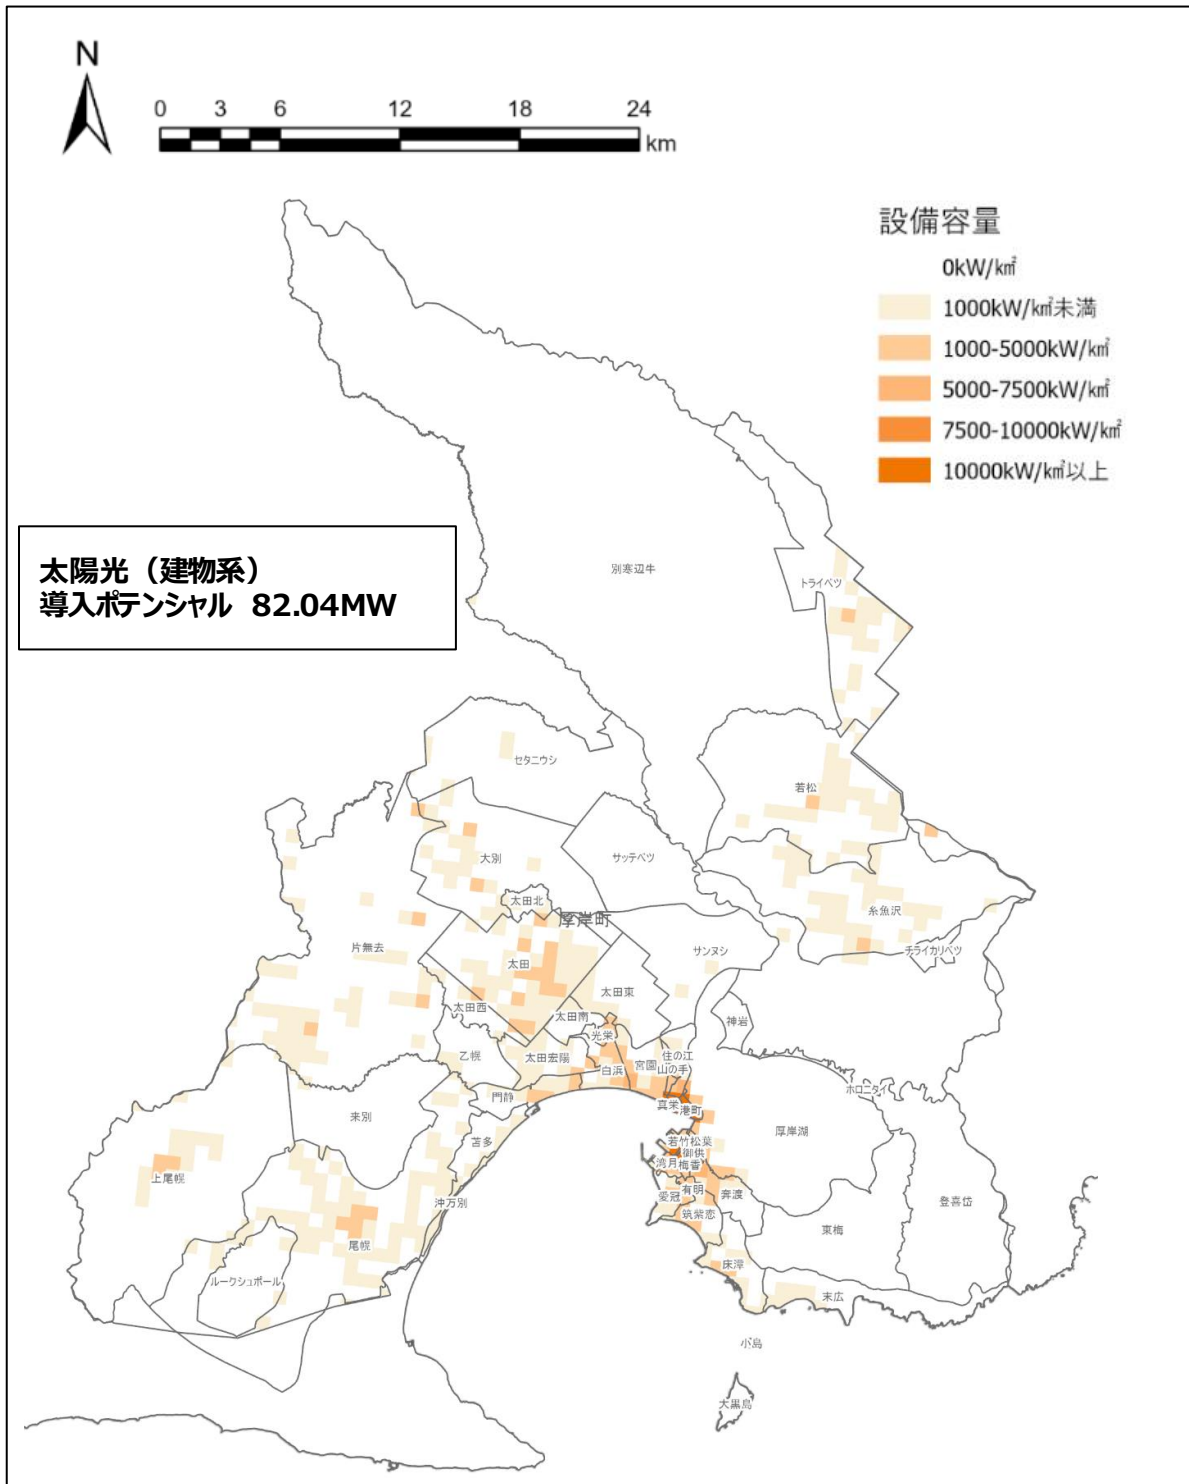 N
0 3 6 12 18 24
km
設備容量
0kW/㎢
1000kW/㎢未満
1000-5000kW/㎢
5000-7500kW/㎢
7500-10000kW/㎢
10000kW/㎢以上
太陽光（建物系）
導入ポテンシャル 82.04MW
別寒辺牛
トライベツ
セタニウシ
若松
大別
サッテベツ
太田北
厚岸町
糸魚沢
片無去
太田
サンヌシ
チライカリベツ
太田東
太田西
太田南
神岩
光栄
乙幌
太田宏陽
宮園
住の江
白浜
山の手
ホロニタイ
門静
真栄
港町
来別
厚岸湖
苫多
若竹
松葉
御供
湾月
梅香
上尾幌
有明
愛冠
奔渡
沖万別
登喜岱
筑紫恋
東梅
尾幌
床潭
ルークシュポール
末広
小島
大黒島